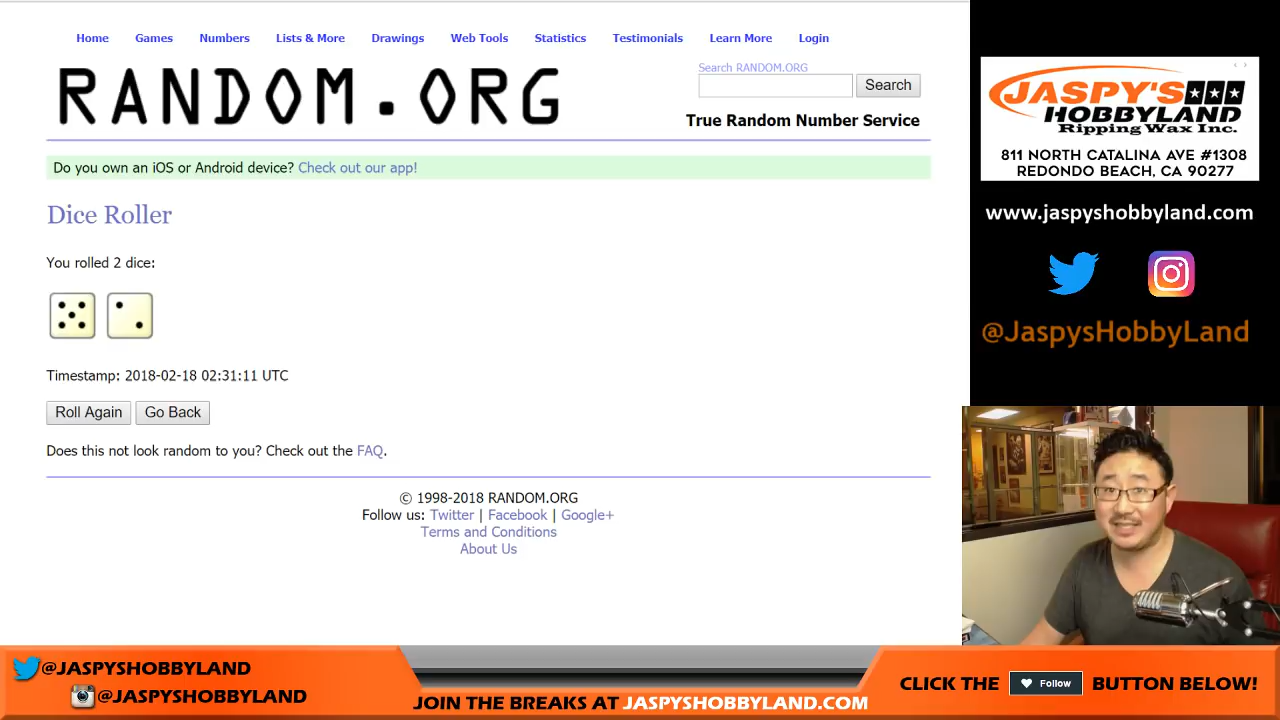 Home Games Numbers Lists & More Drawings Web Tools Statistics Testimonials Learn More Login
RANDOM.ORG
Search RANDOM.ORG
Search
True Random Number Service
Do you own an iOS or Android device? Check out our app!
Dice Roller
You rolled 2 dice:
Timestamp: 2018-02-18 02:31:11 UTC
Roll Again Go Back
Does this not look random to you? Check out the FAQ.
© 1998-2018 RANDOM.ORG
Follow us: Twitter | Facebook | Google+
Terms and Conditions
About Us
JASPY'S
HOBBYLAND
Ripping Wax Inc.
811 NORTH CATALINA AVE #1308
REDONDO BEACH, CA 90277
www.jaspyshobbyland.com
@JaspysHobbyLand
@JASPYSHOBBYLAND
@JASPYSHOBBYLAND
JOIN THE BREAKS AT JASPYSHOBBYLAND.COM
CLICK THE Follow BUTTON BELOW!